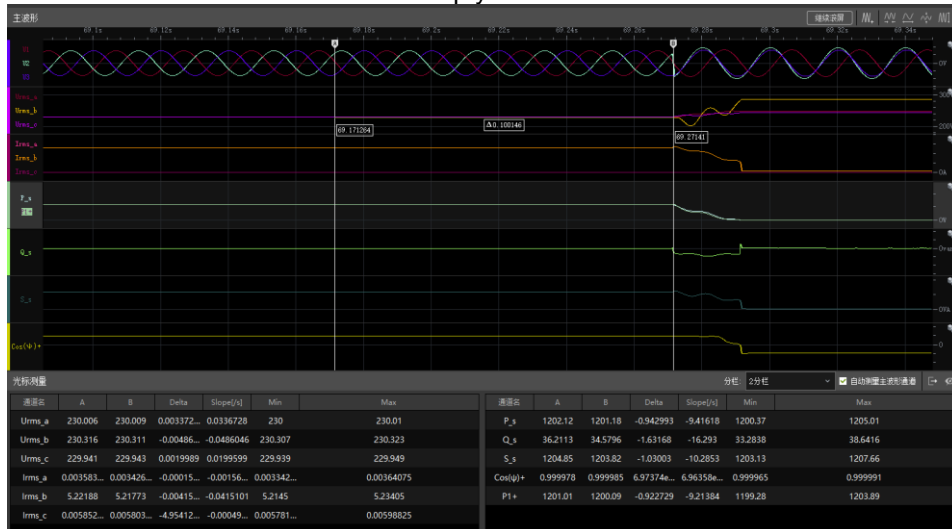 主波形
继续滚屏
69.1s 69.12s 69.14s 69.16s 69.18s 69.2s 69.22s 69.24s 69.26s 69.28s 69.3s 69.32s 69.34s
A B
U2
0V
Urms_a
300V
Urms_b
Urms_c
200V
69.171264
Δ0.100146
69.27141
Irms_a
Irms_b
Irms_c
0A
P_s
P1+
0W
Q_s
0Var
S_s
0VA
Cos(ψ)+
0
光标测量
分栏 2分栏 自动测量主波形通道
通道名 A B Delta Slope[/s] Min Max 通道名 A B Delta Slope[/s] Min Max
Urms_a 230.006 230.009 0.003372... 0.0336728 230 230.01 P_s 1202.12 1201.18 -0.942993 -9.41618 1200.37 1205.01
Urms_b 230.316 230.311 -0.00486... -0.0486046 230.307 230.323 Q_s 36.2113 34.5796 -1.63168 -16.293 33.2838 38.6416
Urms_c 229.941 229.943 0.0019989 0.0199599 229.939 229.949 S_s 1204.85 1203.82 -1.03003 -10.2853 1203.13 1207.66
Irms_a 0.003583... 0.003426... -0.00015... -0.00156... 0.003342... 0.00364075 Cos(ψ)+ 0.999978 0.999985 6.97374e... 6.96358e... 0.999965 0.999991
Irms_b 5.22188 5.21773 -0.00415... -0.0415101 5.2145 5.23405 P1+ 1201.01 1200.09 -0.922729 -9.21384 1199.28 1203.89
Irms_c 0.005852... 0.005803... -4.95412... -0.00049... 0.005781... 0.00598825